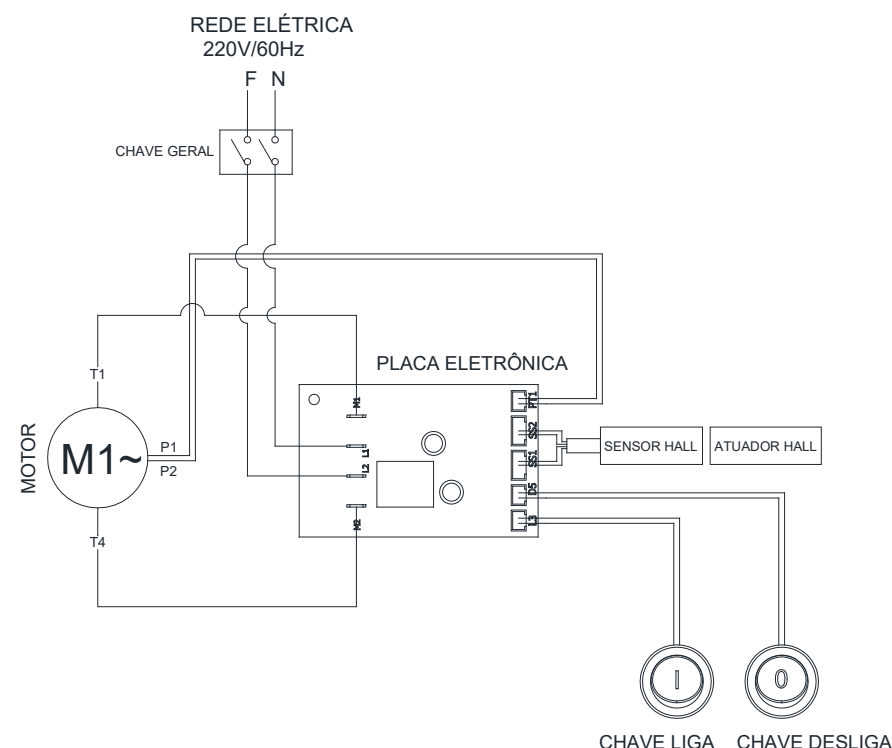 REDE ELÉTRICA
220V/60Hz
F N
CHAVE GERAL
PLACA ELETRÔNICA
T1
M1
PT1
MOTOR
M1~
P1
P2
L1
L2
SS2
SS1
SENSOR HALL
ATUADOR HALL
D5
L3
M2
T4
I
0
CHAVE LIGA
CHAVE DESLIGA